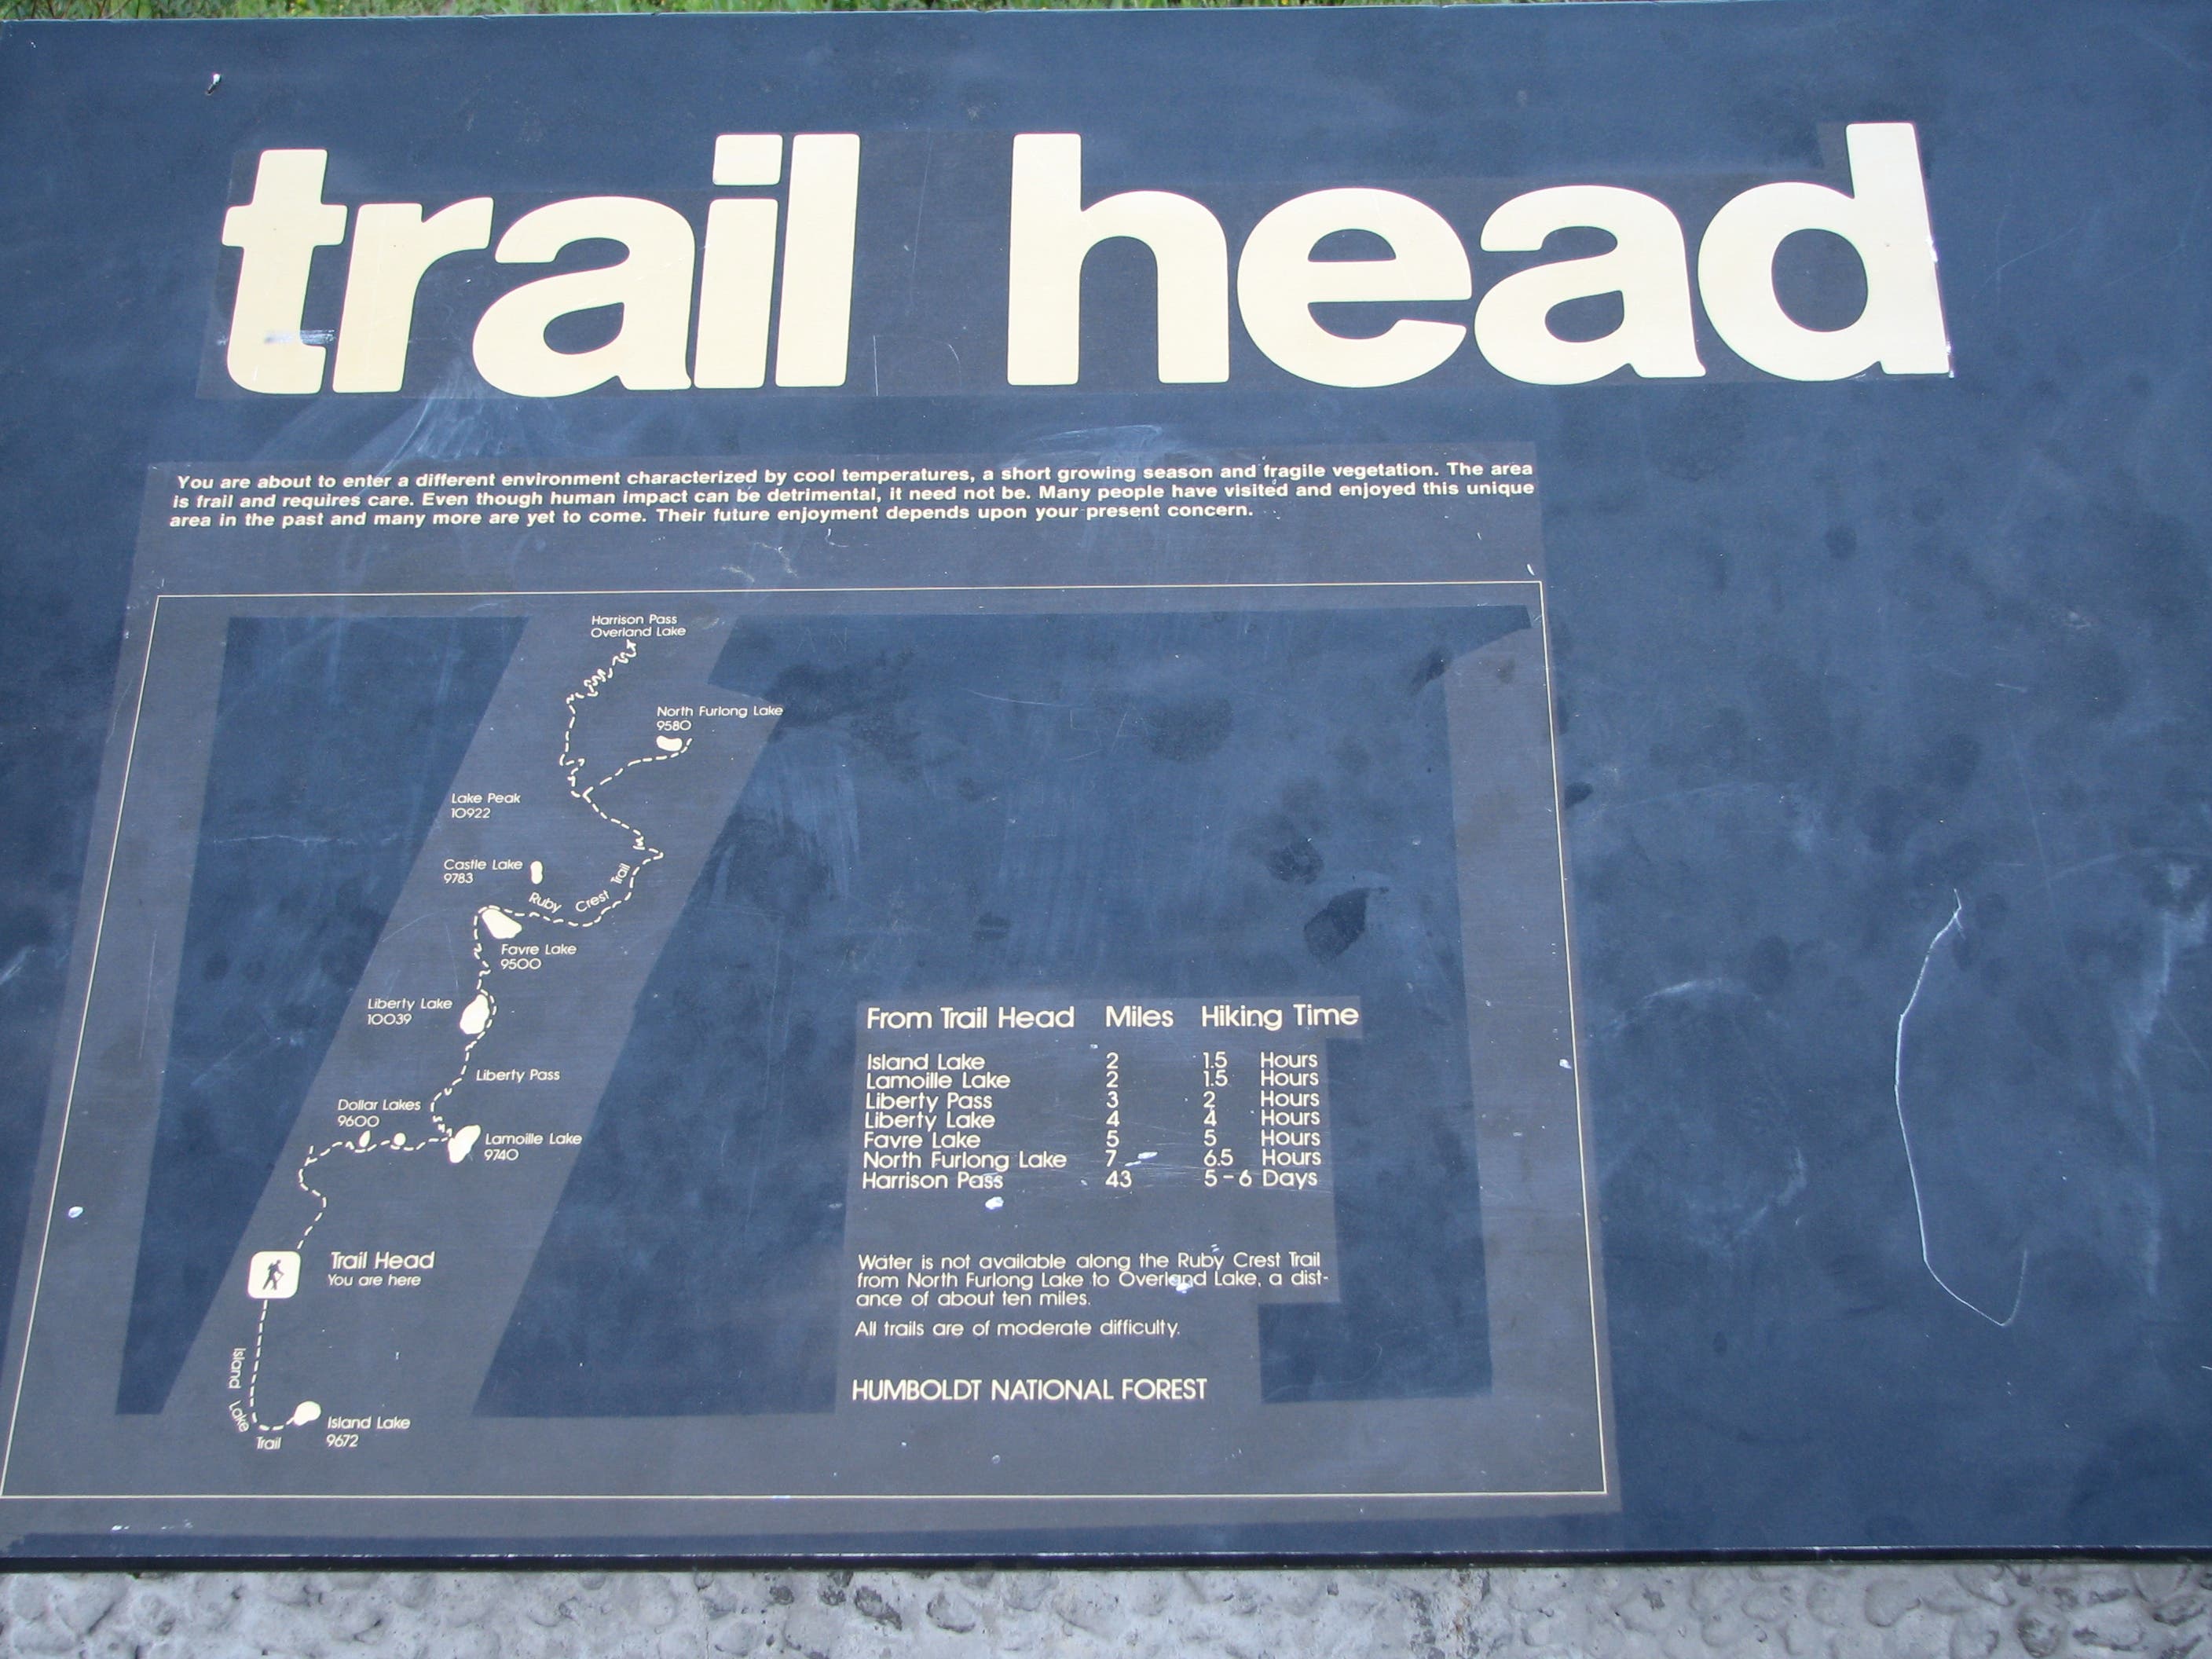 trail head
You are about to enter a different environment characterized by cool temperatures, a short growing season and fragile vegetation. The area
is frail and requires care. Even though human impact can be detrimental, it need not be. Many people have visited and enjoyed this unique
area in the past and many more are yet to come. Their future enjoyment depends upon your present concern.
Harrison Pass
Overland Lake
North Furlong Lake
9580
Lake Peak
10922
Castle Lake
9783
Ruby Crest Trail
Favre Lake
9500
Liberty Lake
10039
Liberty Pass
Dollar Lakes
9600
Lamoille Lake
9740
Trail Head
You are here
Island Lake Trail
Island Lake
9672
From Trail Head Miles Hiking Time
Island Lake 2 1.5 Hours
Lamoille Lake 2 1.5 Hours
Liberty Pass 3 2 Hours
Liberty Lake 4 4 Hours
Favre Lake 5 5 Hours
North Furlong Lake 7 6.5 Hours
Harrison Pass 43 5-6 Days
Water is not available along the Ruby Crest Trail
from North Furlong Lake to Overland Lake, a dist-
ance of about ten miles.
All trails are of moderate difficulty.
HUMBOLDT NATIONAL FOREST